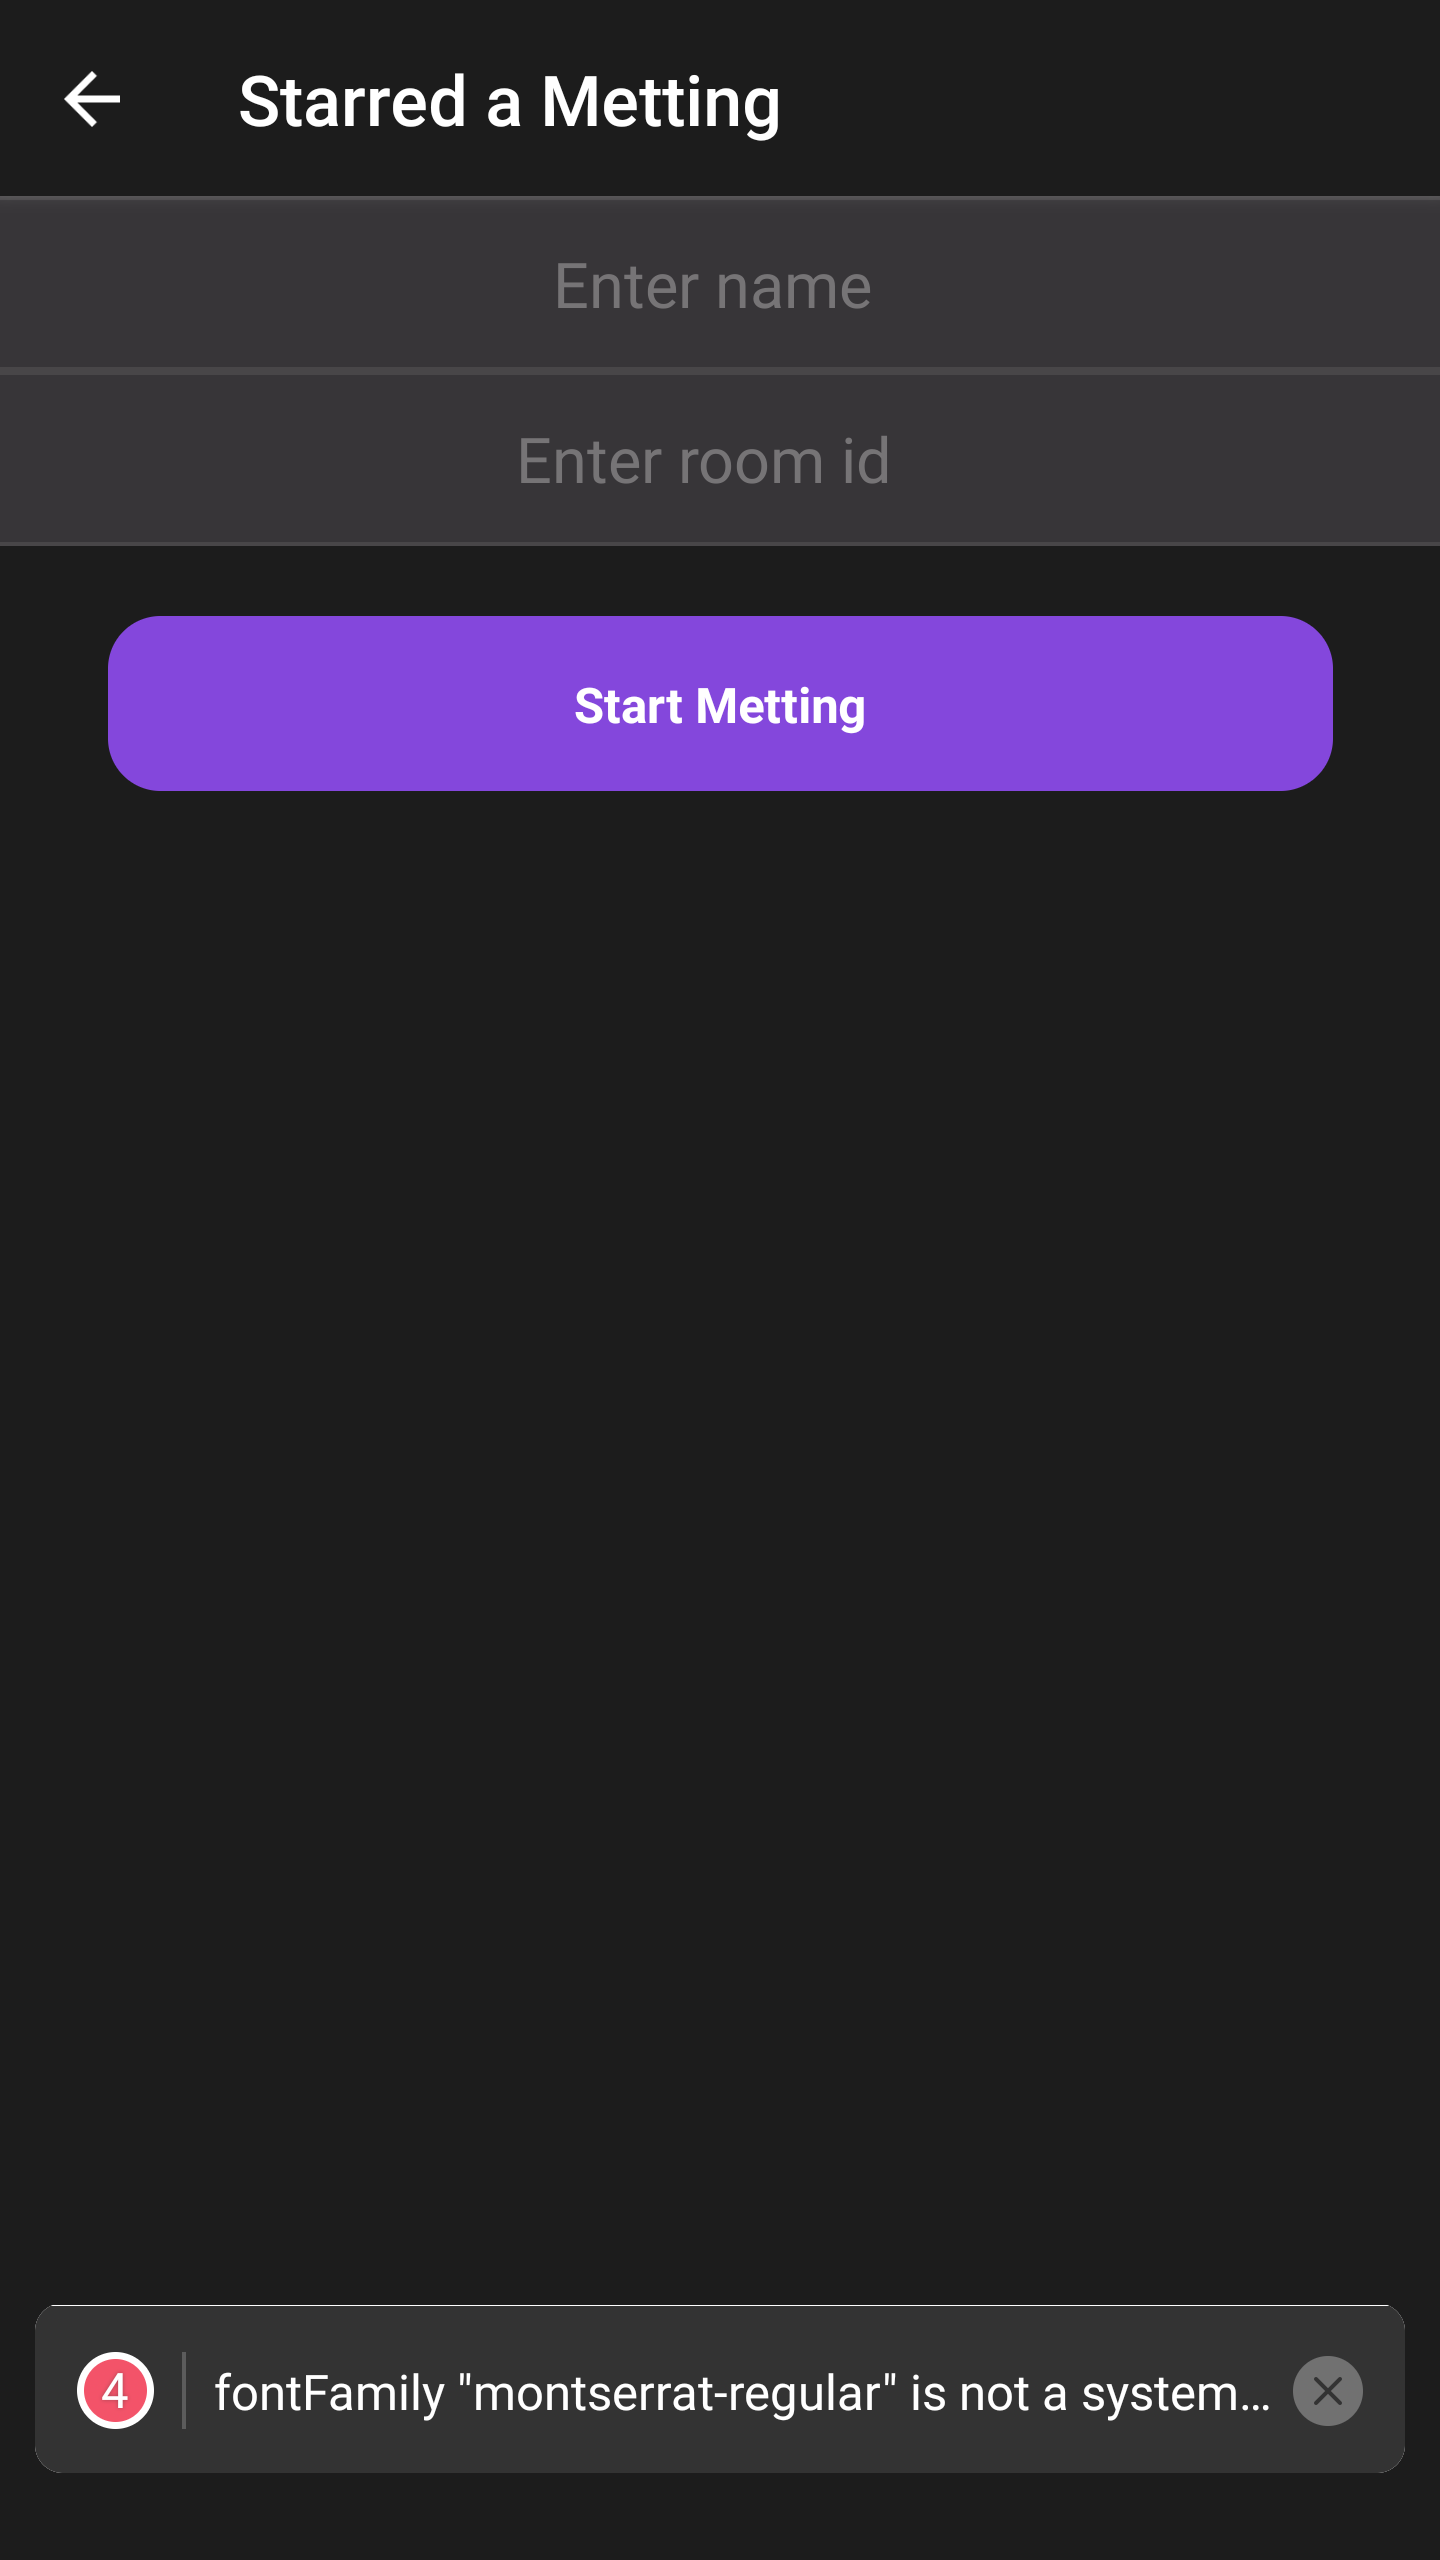 Starred a Metting
Enter name
Enter room id
Start Metting
4
fontFamily "montserrat-regular" is not a system…